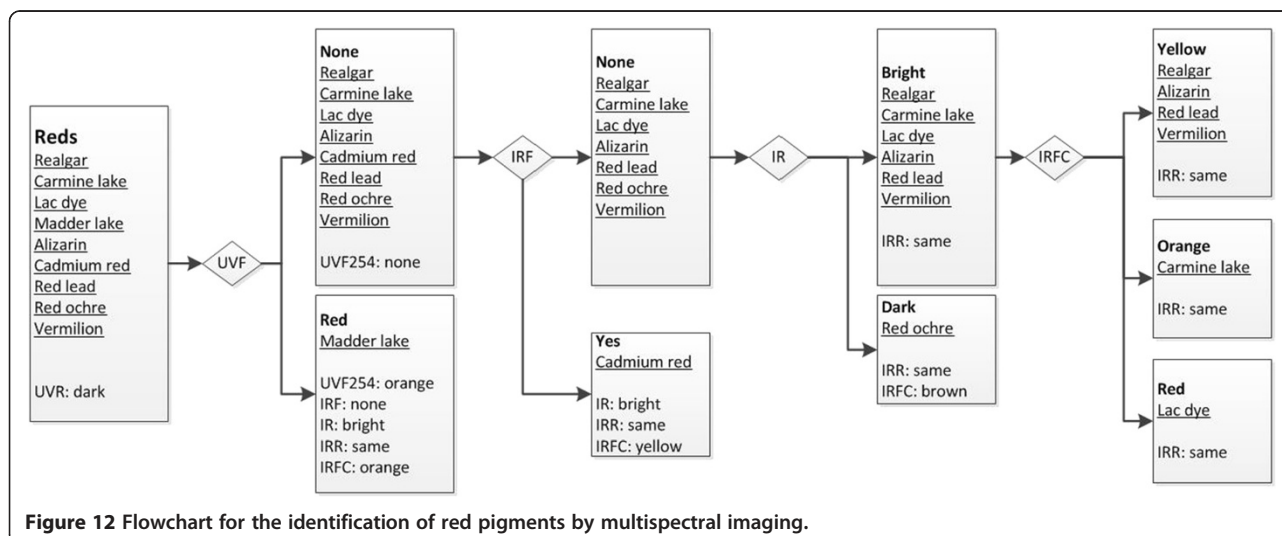 Reds
Realgar
Carmine lake
Lac dye
Madder lake
Alizarin
Cadmium red
Red lead
Red ochre
Vermilion
UVR: dark
UVF
None
Realgar
Carmine lake
Lac dye
Alizarin
Cadmium red
Red lead
Red ochre
Vermilion
UVF254: none
Red
Madder lake
UVF254: orange
IRF: none
IR: bright
IRR: same
IRFC: orange
IRF
None
Realgar
Carmine lake
Lac dye
Alizarin
Red lead
Red ochre
Vermilion
Yes
Cadmium red
IR: bright
IRR: same
IRFC: yellow
IR
Bright
Realgar
Carmine lake
Lac dye
Alizarin
Red lead
Vermilion
IRR: same
Dark
Red ochre
IRR: same
IRFC: brown
IRFC
Yellow
Realgar
Alizarin
Red lead
Vermilion
IRR: same
Orange
Carmine lake
IRR: same
Red
Lac dye
IRR: same
Figure 12 Flowchart for the identification of red pigments by multispectral imaging.